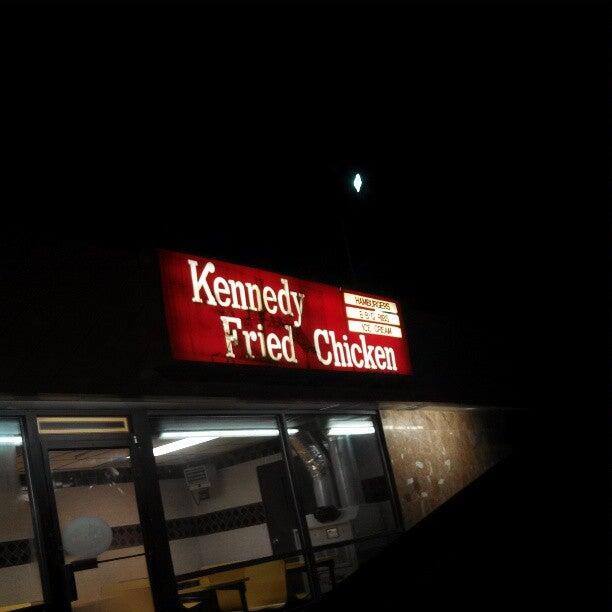 Kennedy
Fried Chicken
HAMBURGERS
B.B.Q. RIBS
ICE CREAM